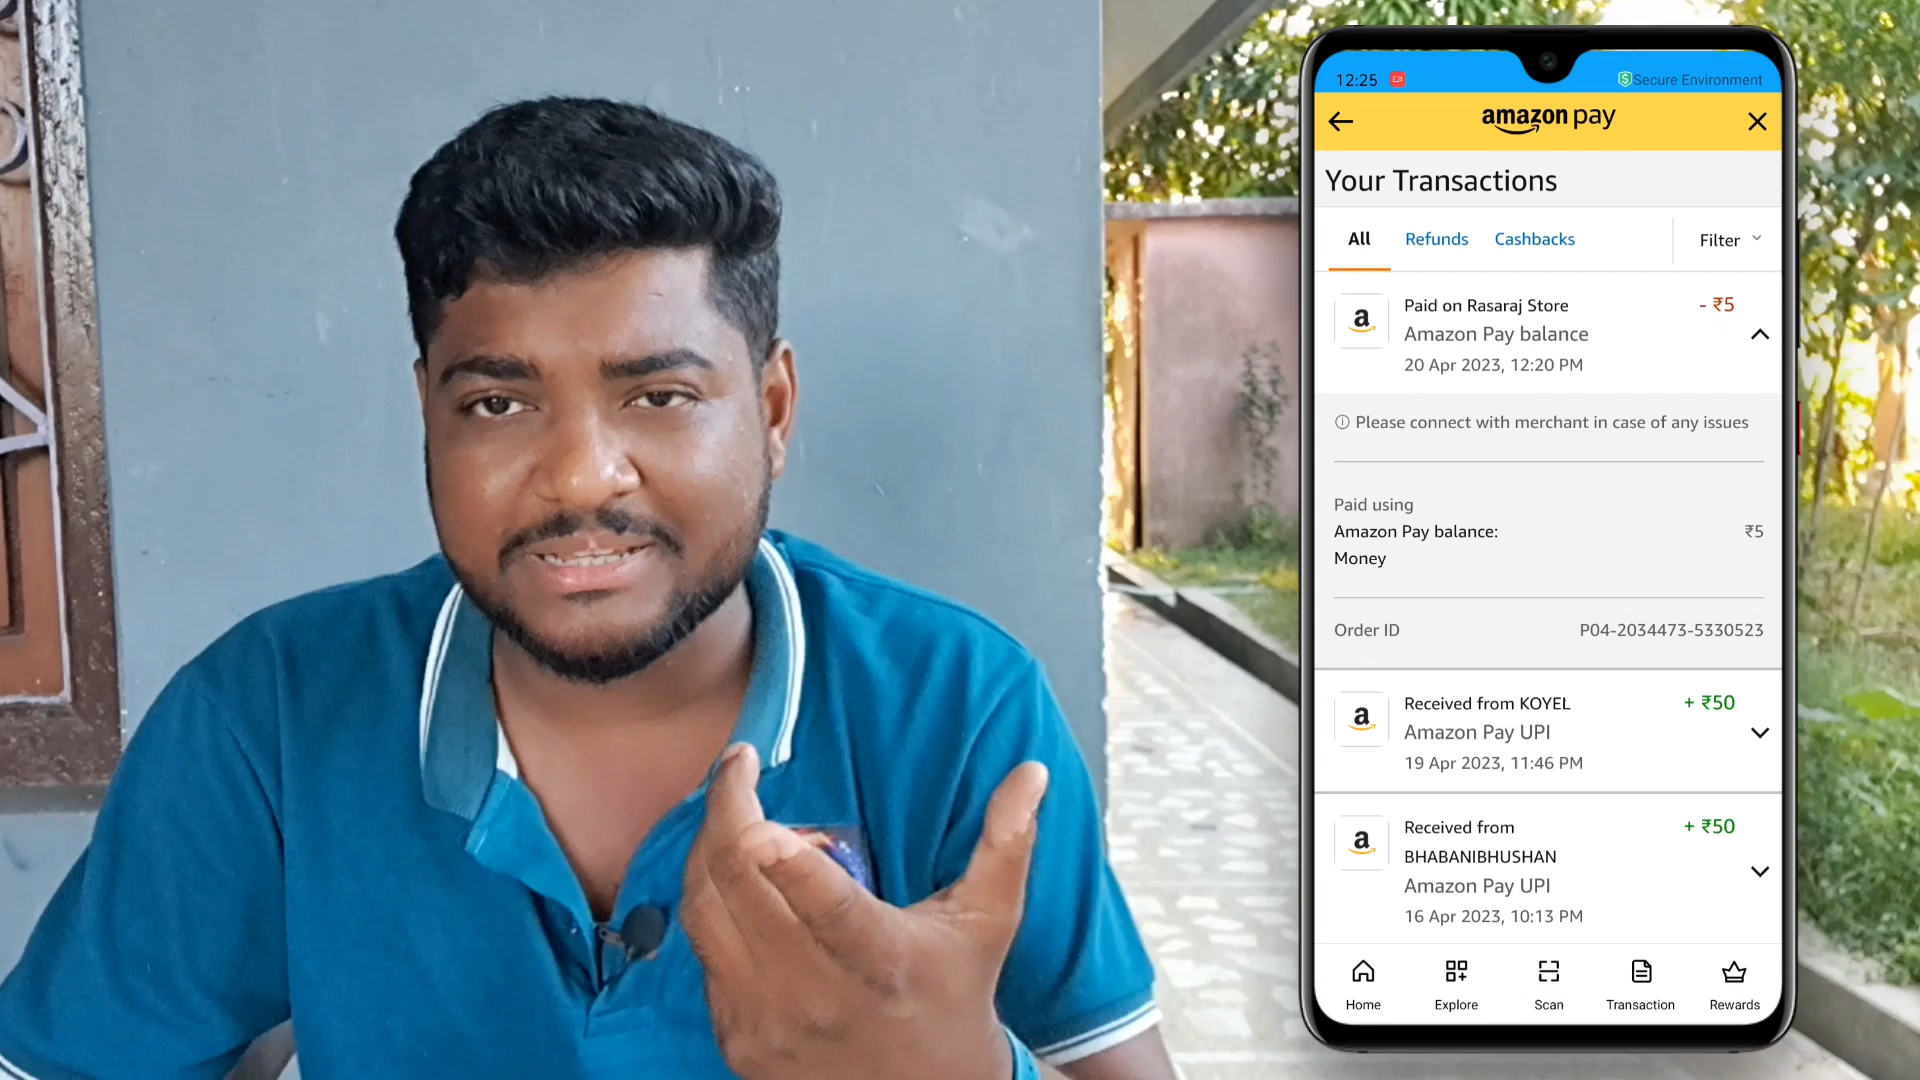 12:25
Secure Environment
amazon pay
Your Transactions
All Refunds Cashbacks Filter
a
Paid on Rasaraj Store - ₹5
Amazon Pay balance
20 Apr 2023, 12:20 PM
Please connect with merchant in case of any issues
Paid using
Amazon Pay balance: ₹5
Money
Order ID P04-2034473-5330523
a
Received from KOYEL + ₹50
Amazon Pay UPI
19 Apr 2023, 11:46 PM
a
Received from + ₹50
BHABANIBHUSHAN
Amazon Pay UPI
16 Apr 2023, 10:13 PM
Home Explore Scan Transaction Rewards